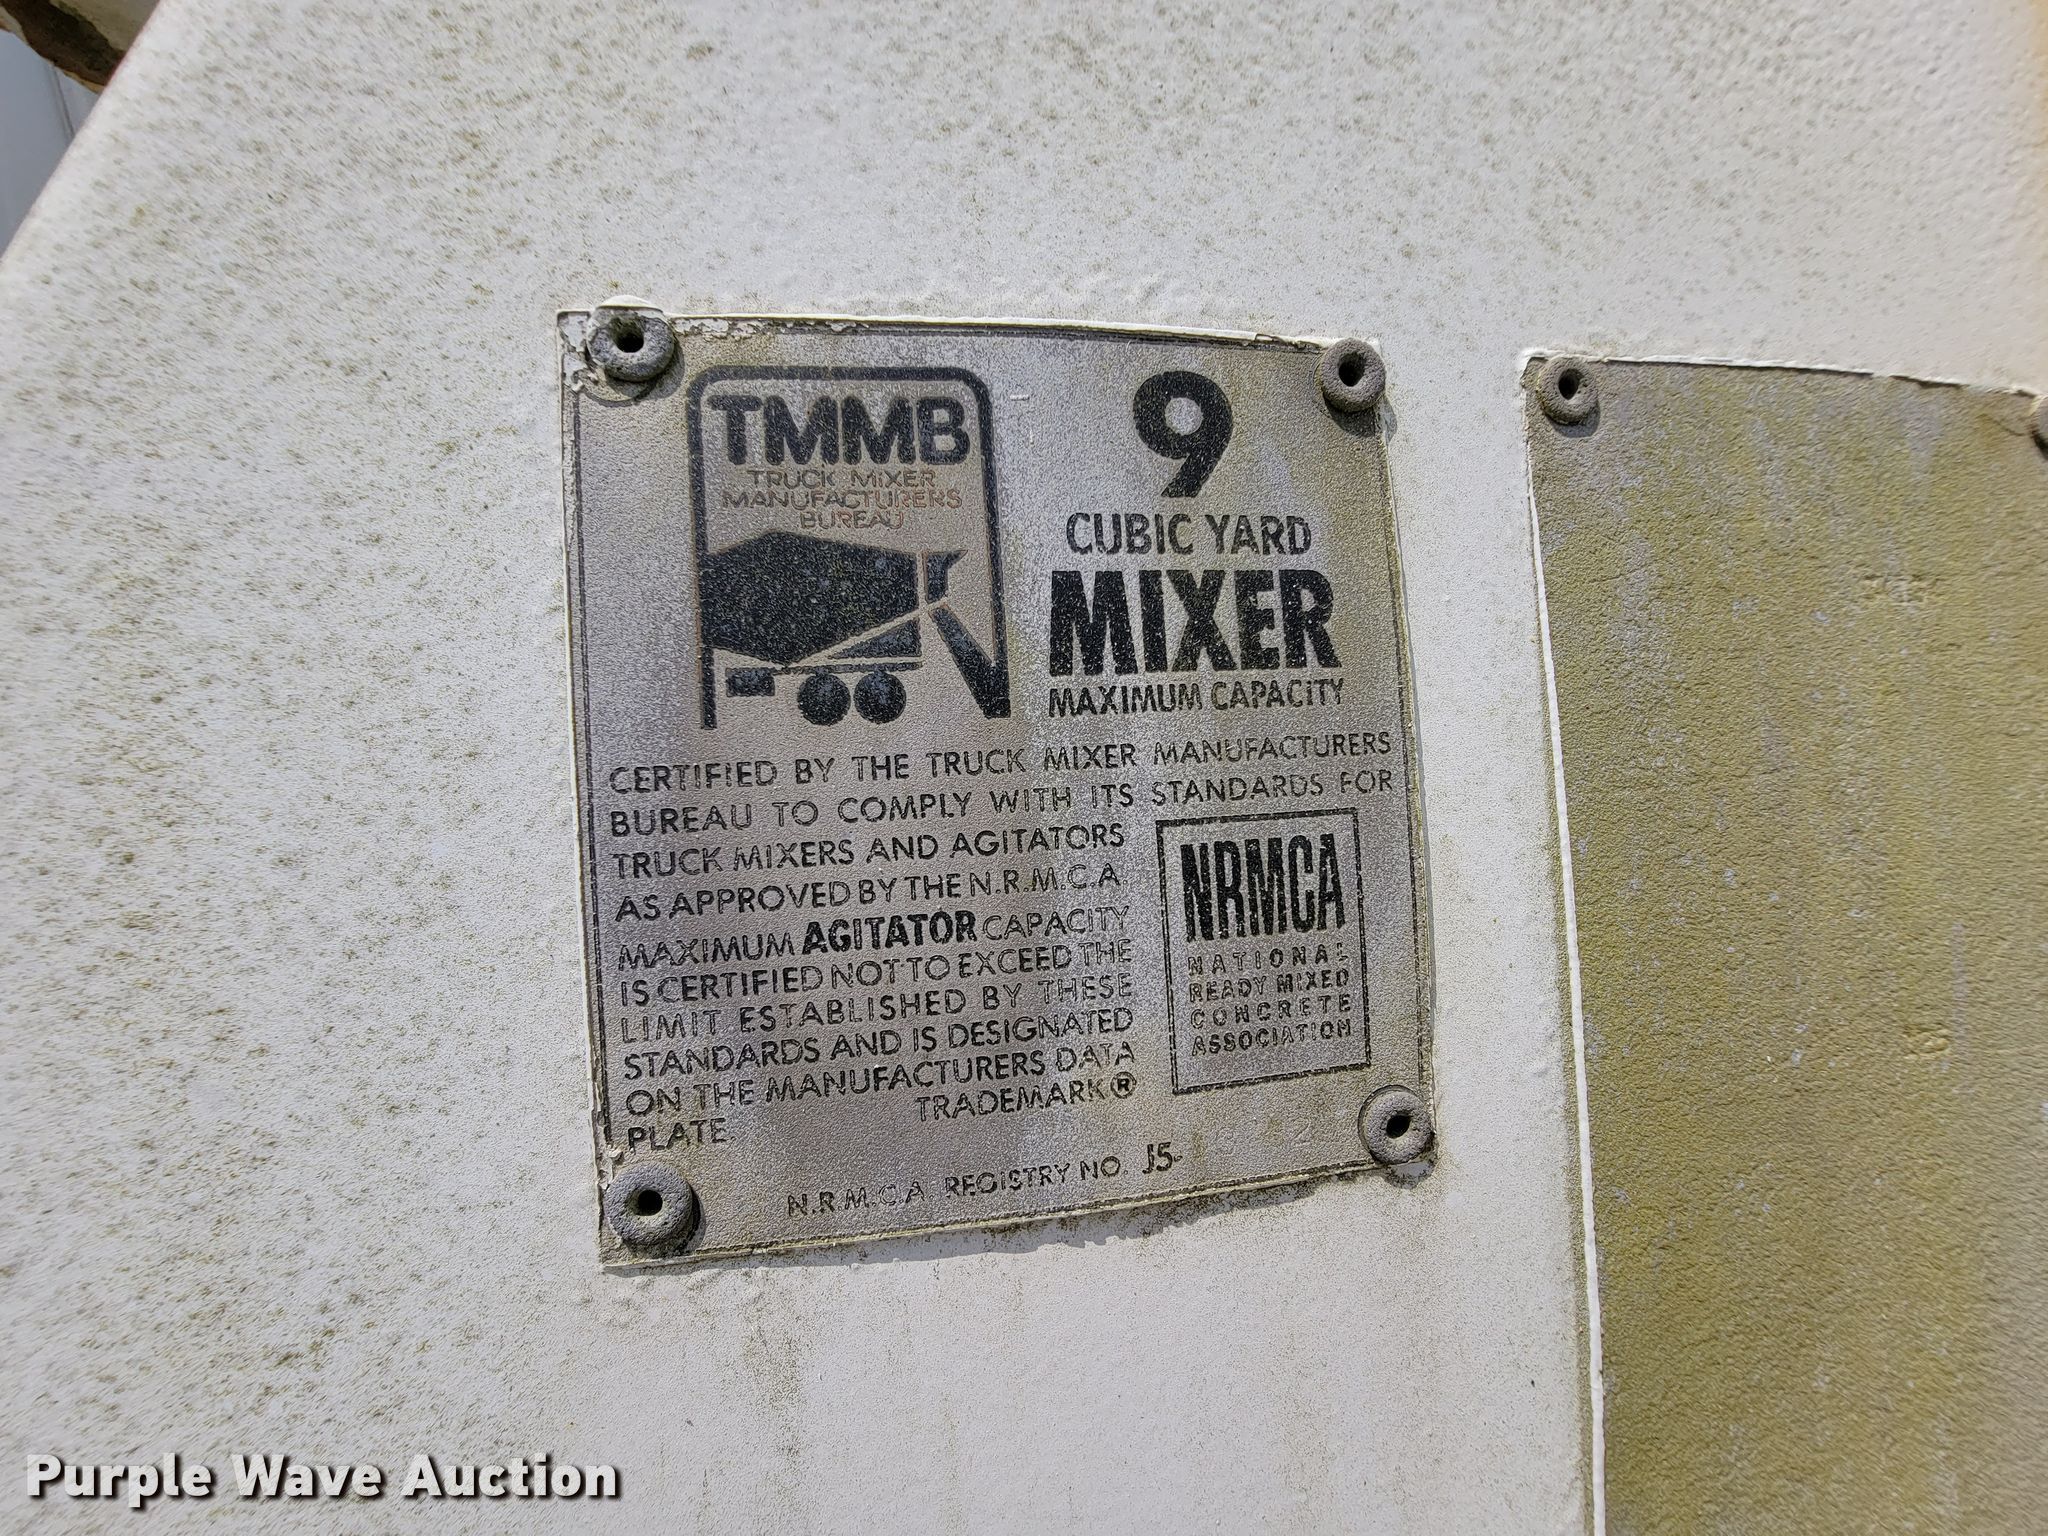 TMMB
TRUCK MIXER
MANUFACTURERS
BUREAU
9
CUBIC YARD
MIXER
MAXIMUM CAPACITY
CERTIFIED BY THE TRUCK MIXER MANUFACTURERS
BUREAU TO COMPLY WITH ITS STANDARDS FOR
TRUCK MIXERS AND AGITATORS
AS APPROVED BY THE N.R.M.C.A.
MAXIMUM AGITATOR CAPACITY
IS CERTIFIED NOT TO EXCEED THE
LIMIT ESTABLISHED BY THESE
STANDARDS AND IS DESIGNATED
ON THE MANUFACTURERS DATA
PLATE.
TRADEMARK®
NRMCA
NATIONAL
READY MIXED
CONCRETE
ASSOCIATION
N.R.M.C.A. REGISTRY NO. J5-
Purple Wave Auction